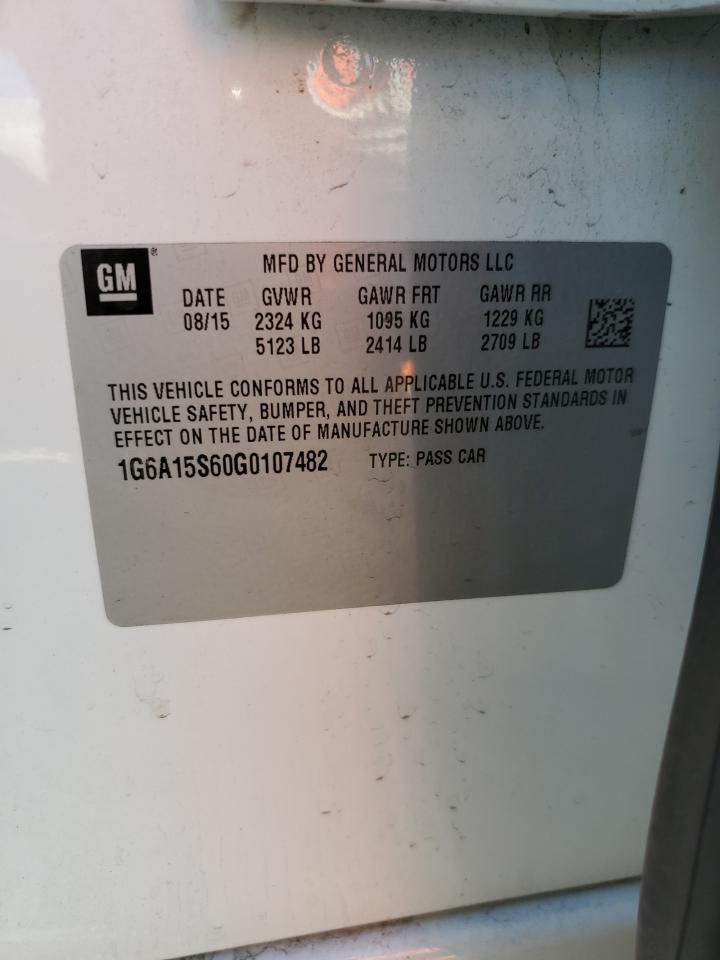 GM®
MFD BY GENERAL MOTORS LLC
DATE GVWR GAWR FRT GAWR RR
08/15 2324 KG 1095 KG 1229 KG
5123 LB 2414 LB 2709 LB
THIS VEHICLE CONFORMS TO ALL APPLICABLE U.S. FEDERAL MOTOR
VEHICLE SAFETY, BUMPER, AND THEFT PREVENTION STANDARDS IN
EFFECT ON THE DATE OF MANUFACTURE SHOWN ABOVE.
1G6A15S60G0107482 TYPE: PASS CAR